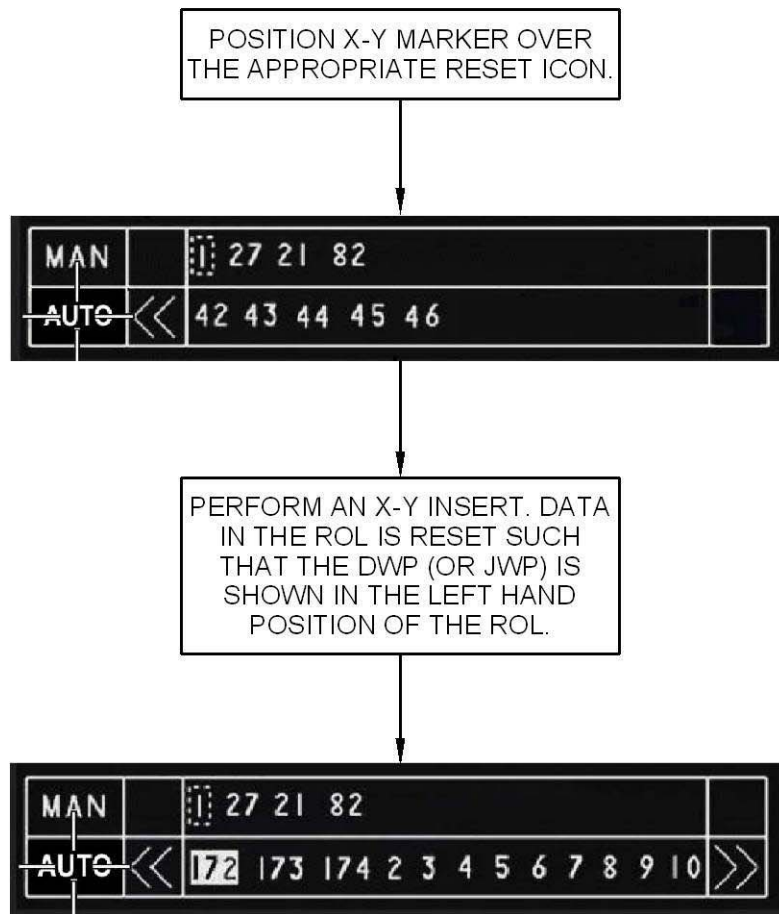 POSITION X-Y MARKER OVER
THE APPROPRIATE RESET ICON.
MAN 1 27 21 82
AUTO << 42 43 44 45 46
PERFORM AN X-Y INSERT. DATA
IN THE ROL IS RESET SUCH
THAT THE DWP (OR JWP) IS
SHOWN IN THE LEFT HAND
POSITION OF THE ROL.
MAN 1 27 21 82
AUTO << 172 173 174 2 3 4 5 6 7 8 9 10 >>